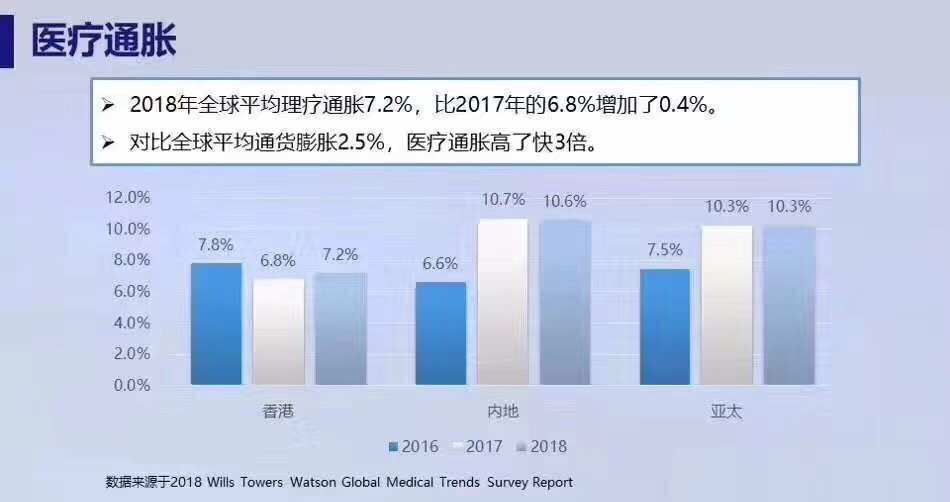 医疗通胀
➢ 2018年全球平均理疗通胀7.2%，比2017年的6.8%增加了0.4%。
➢ 对比全球平均通货膨胀2.5%，医疗通胀高了快3倍。
12.0%
10.0%
8.0%
6.0%
4.0%
2.0%
0.0%
7.8% 6.8% 7.2%
6.6% 10.7% 10.6%
7.5% 10.3% 10.3%
香港 内地 亚太
2016 2017 2018
数据来源于2018 Wills Towers Watson Global Medical Trends Survey Report